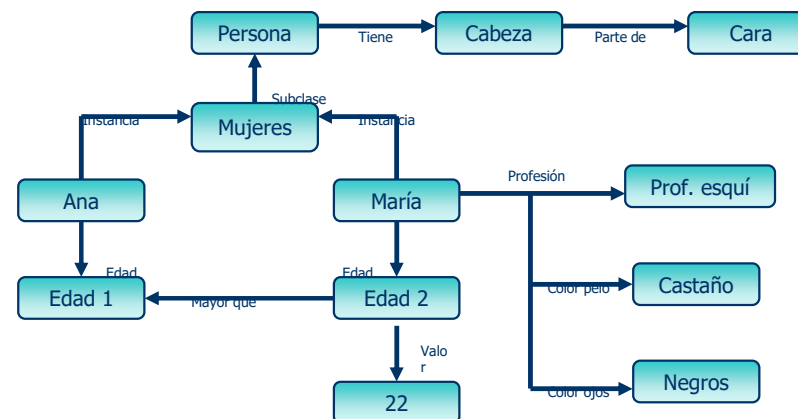 Persona
Tiene
Cabeza
Parte de
Cara
Subclase
Instancia
Mujeres
Instancia
Ana
María
Profesión
Prof. esquí
Edad
Edad
Edad 1
Mayor que
Edad 2
Color pelo
Castaño
Valo
r
22
Color ojos
Negros